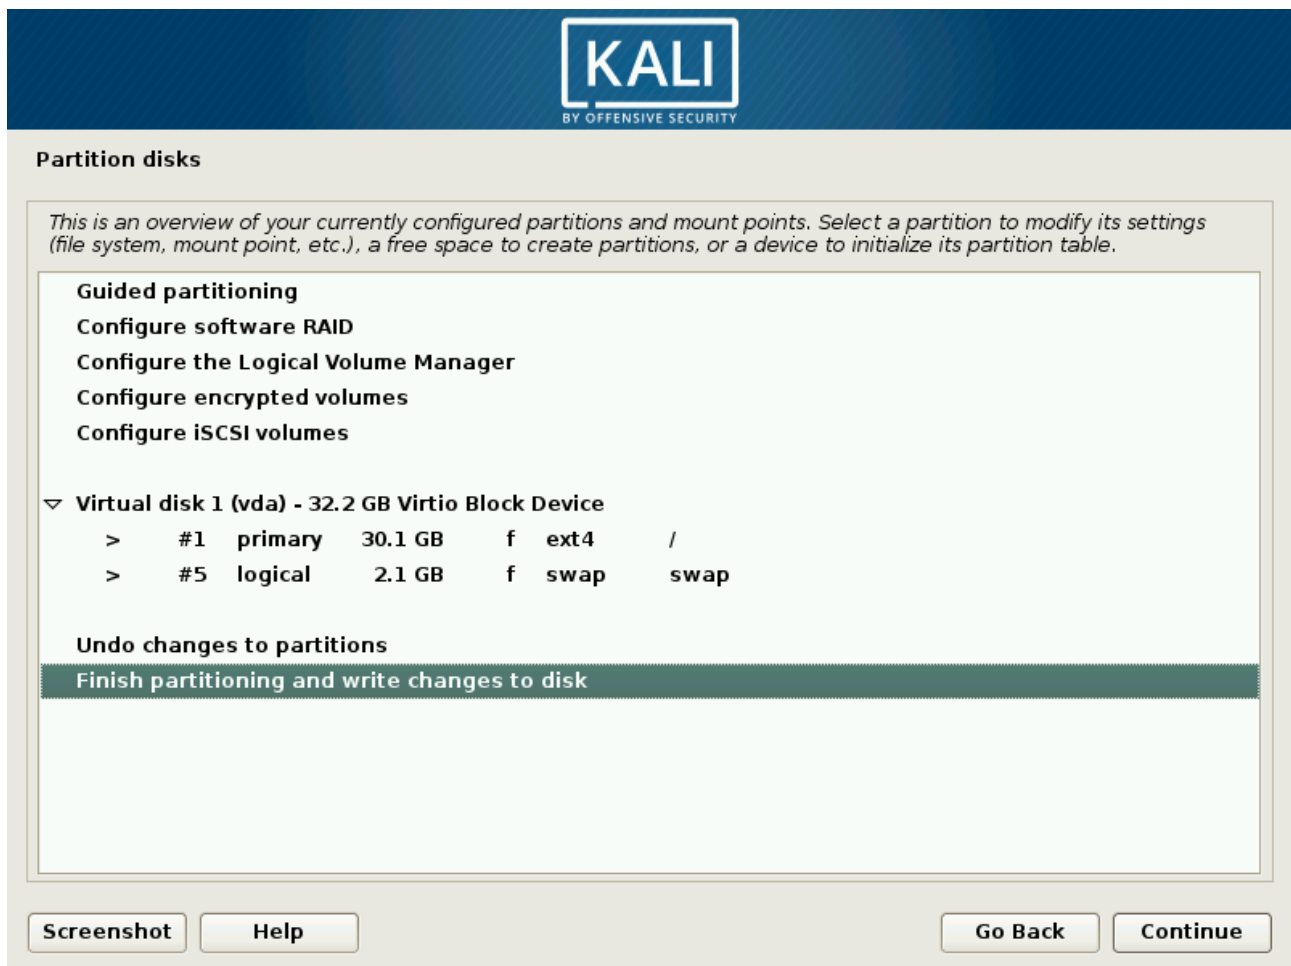 KALI
BY OFFENSIVE SECURITY
Partition disks
This is an overview of your currently configured partitions and mount points. Select a partition to modify its settings
(file system, mount point, etc.), a free space to create partitions, or a device to initialize its partition table.
Guided partitioning
Configure software RAID
Configure the Logical Volume Manager
Configure encrypted volumes
Configure iSCSI volumes
Virtual disk 1 (vda) - 32.2 GB Virtio Block Device
> #1 primary 30.1 GB f ext4 /
> #5 logical 2.1 GB f swap swap
Undo changes to partitions
Finish partitioning and write changes to disk
Screenshot Help Go Back Continue